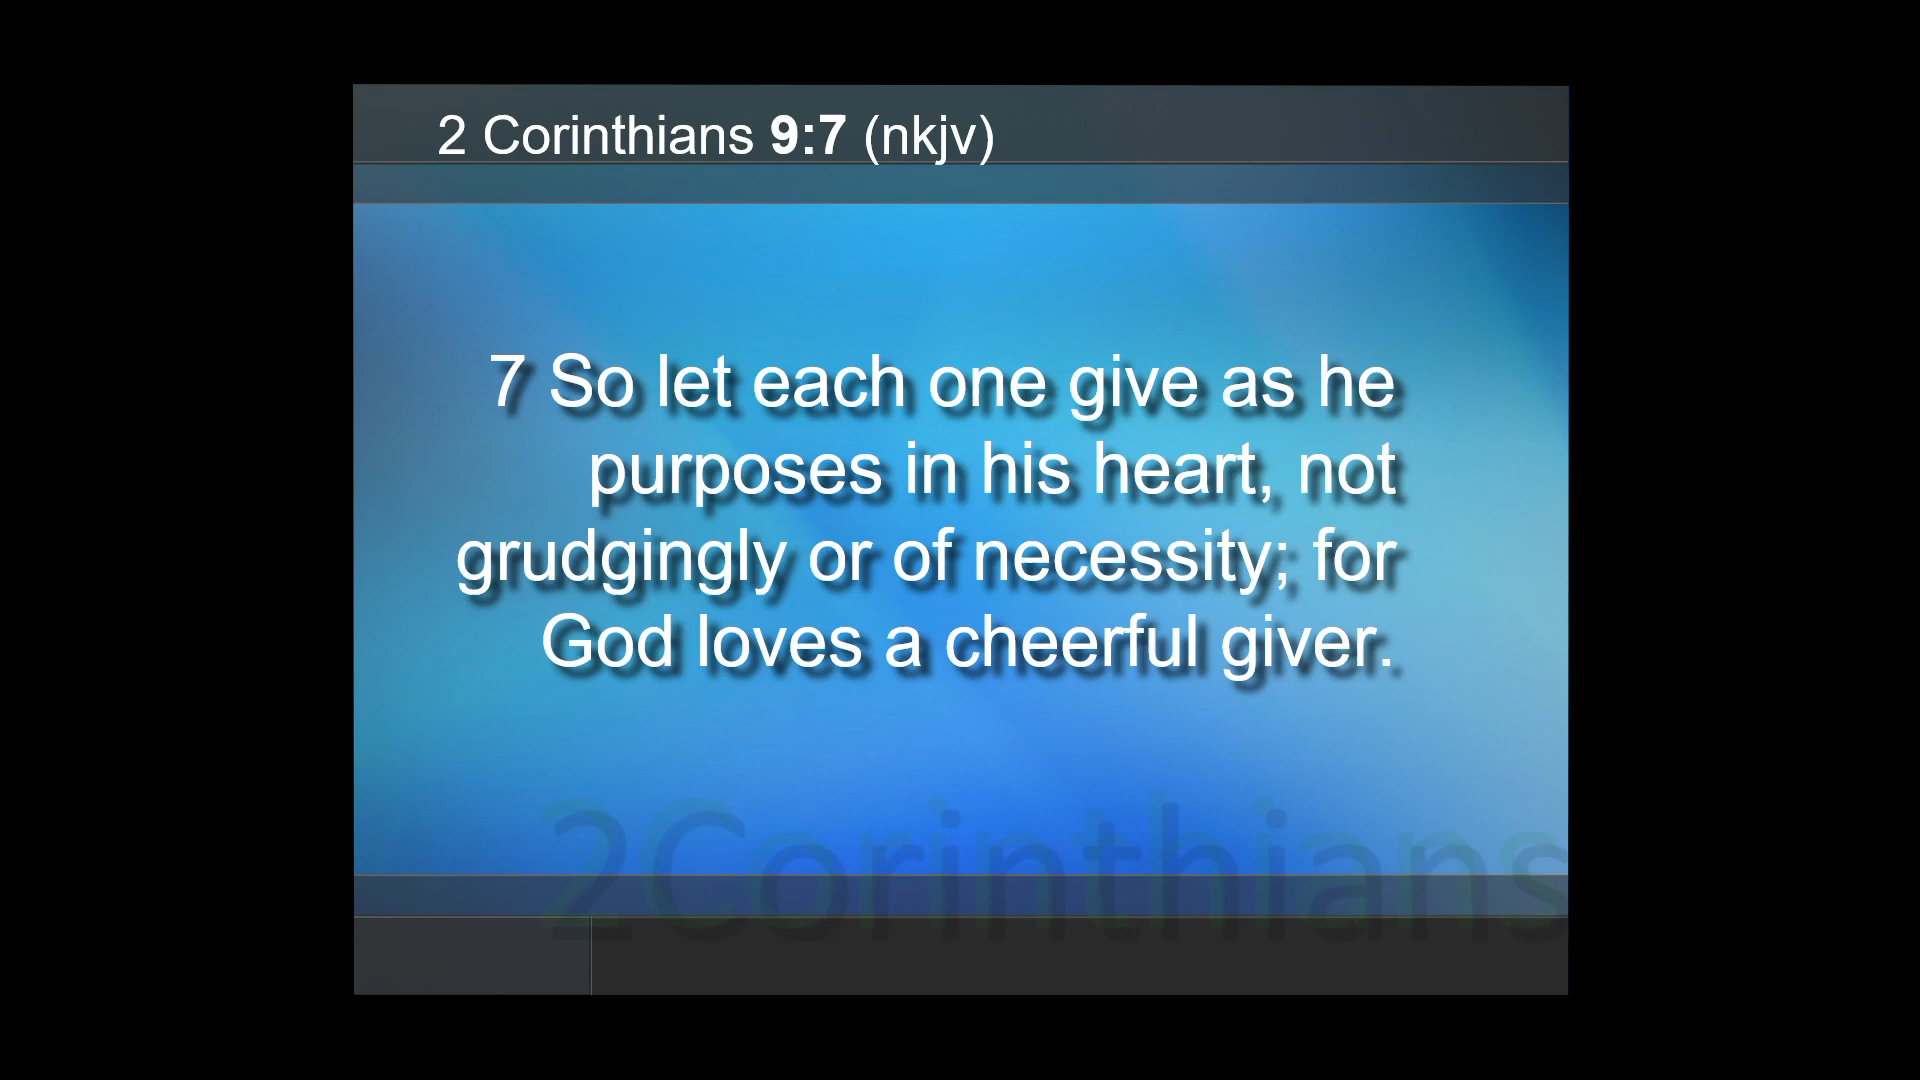 2 Corinthians 9:7 (nkjv)
7 So let each one give as he
purposes in his heart, not
grudgingly or of necessity; for
God loves a cheerful giver.
2Corinthians